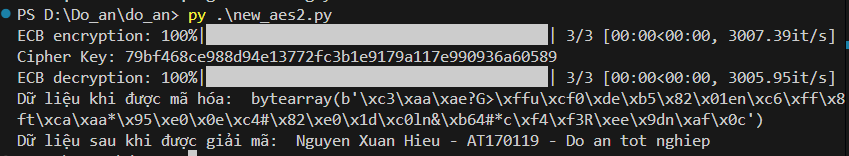 PS D:\Do_an\do_an> py .\new_aes2.py
ECB encryption: 100%|██████████| 3/3 [00:00<00:00, 3007.39it/s]
Cipher Key: 79bf468ce988d94e13772fc3b1e9179a117e990936a60589
ECB decryption: 100%|██████████| 3/3 [00:00<00:00, 3005.95it/s]
Dữ liệu khi được mã hóa:  bytearray(b'\xc3\xaa\xae?G>\xffu\xcf0\xde\xb5\x82\x01en\xc6\xff\x8
ft\xca\xaa*\x95\xe0\x0e\xc4#\x82\xe0\x1d\xc0ln&\xb64#*c\xf4\xf3R\xee\x9dn\xaf\x0c')
Dữ liệu sau khi được giải mã:  Nguyen Xuan Hieu - AT170119 - Do an tot nghiep